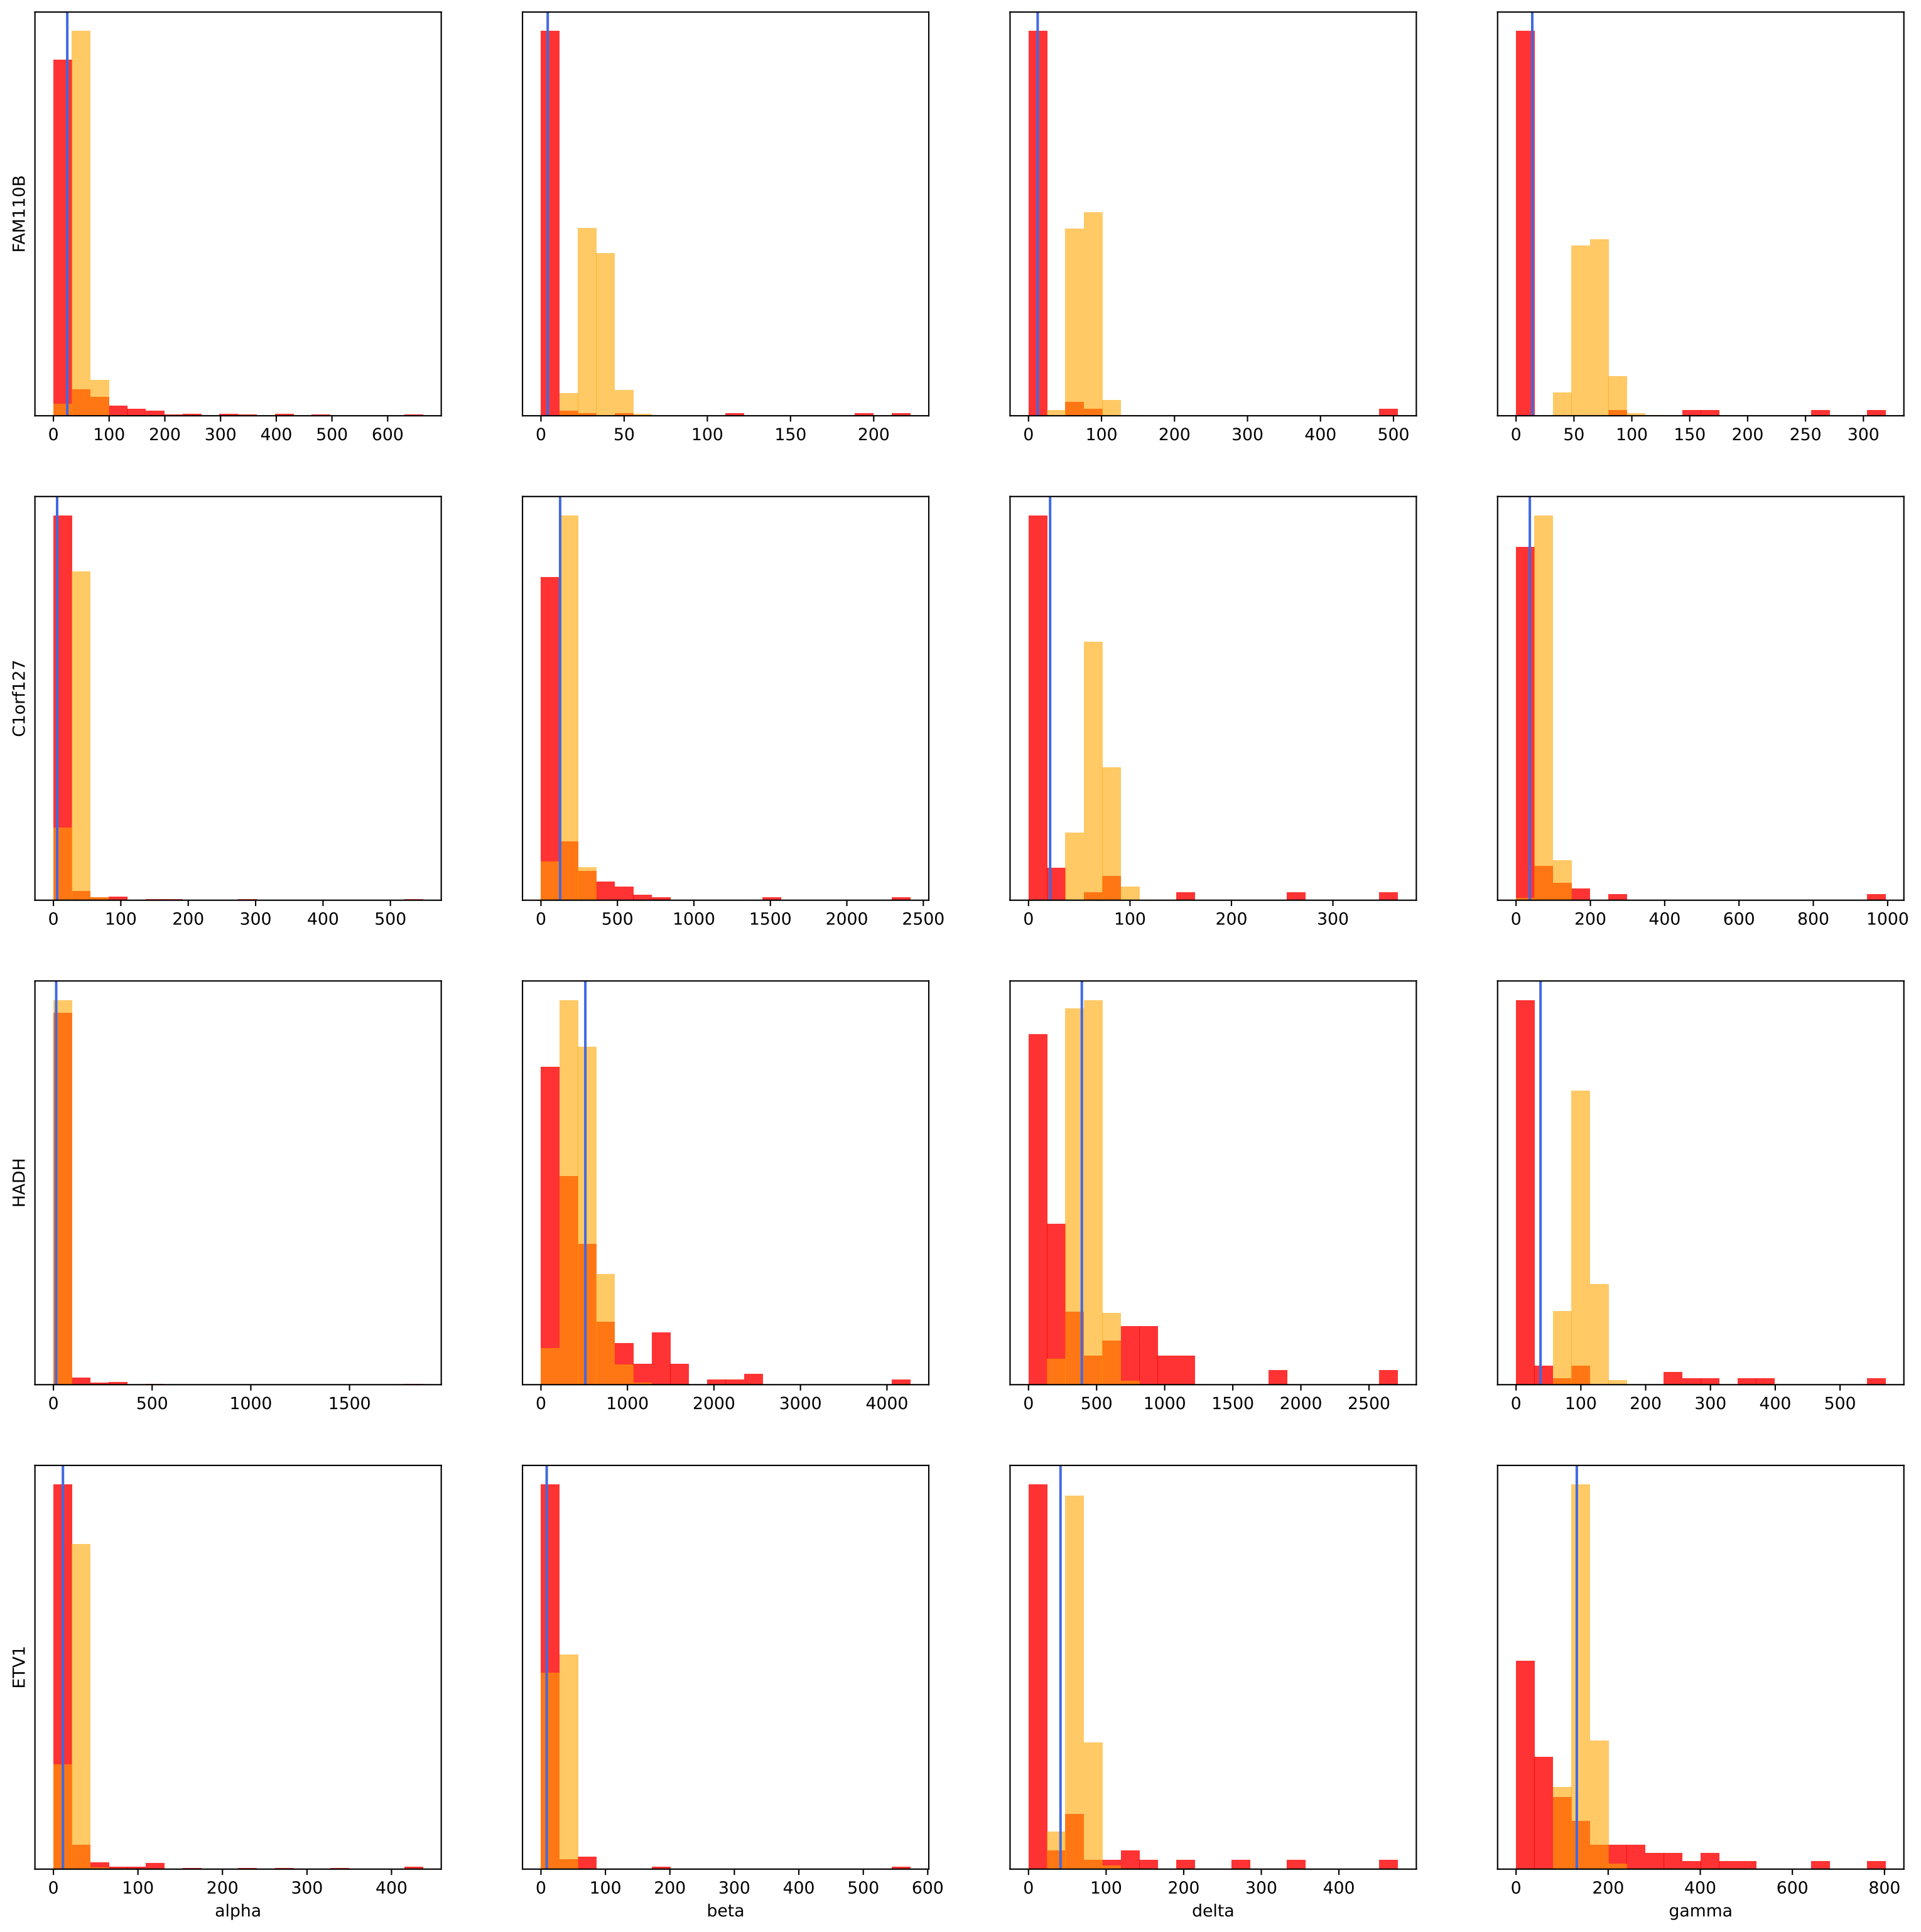 FAM110B
0 100 200 300 400 500 600
0 50 100 150 200
0 100 200 300 400 500
0 50 100 150 200 250 300
C1orf127
0 100 200 300 400 500
0 500 1000 1500 2000 2500
0 100 200 300
0 200 400 600 800 1000
HADH
0 500 1000 1500
0 1000 2000 3000 4000
0 500 1000 1500 2000 2500
0 100 200 300 400 500
ETV1
0 100 200 300 400
0 100 200 300 400 500 600
0 100 200 300 400
0 200 400 600 800
alpha
beta
delta
gamma